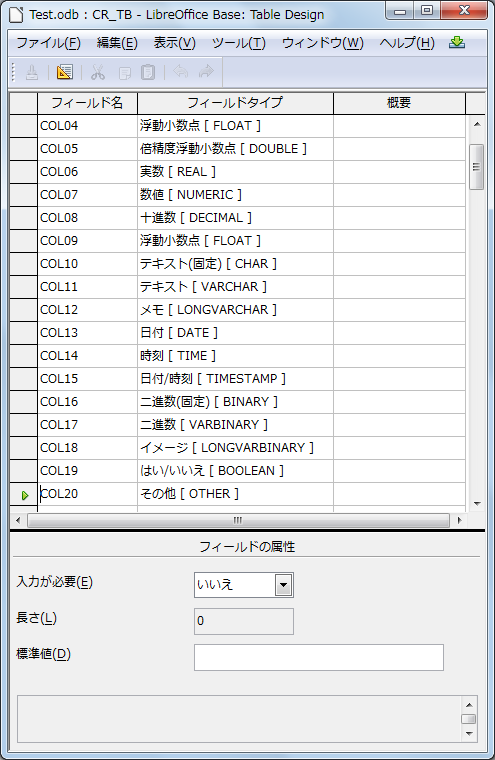 Test.odb : CR_TB - LibreOffice Base: Table Design
ファイル(F) 編集(E) 表示(V) ツール(T) ウィンドウ(W) ヘルプ(H)
フィールド名 フィールドタイプ 概要
COL04 浮動小数点 [ FLOAT ]
COL05 倍精度浮動小数点 [ DOUBLE ]
COL06 実数 [ REAL ]
COL07 数値 [ NUMERIC ]
COL08 十進数 [ DECIMAL ]
COL09 浮動小数点 [ FLOAT ]
COL10 テキスト(固定) [ CHAR ]
COL11 テキスト [ VARCHAR ]
COL12 メモ [ LONGVARCHAR ]
COL13 日付 [ DATE ]
COL14 時刻 [ TIME ]
COL15 日付/時刻 [ TIMESTAMP ]
COL16 二進数(固定) [ BINARY ]
COL17 二進数 [ VARBINARY ]
COL18 イメージ [ LONGVARBINARY ]
COL19 はい/いいえ [ BOOLEAN ]
COL20 その他 [ OTHER ]
フィールドの属性
入力が必要(E) いいえ
長さ(L) 0
標準値(D)